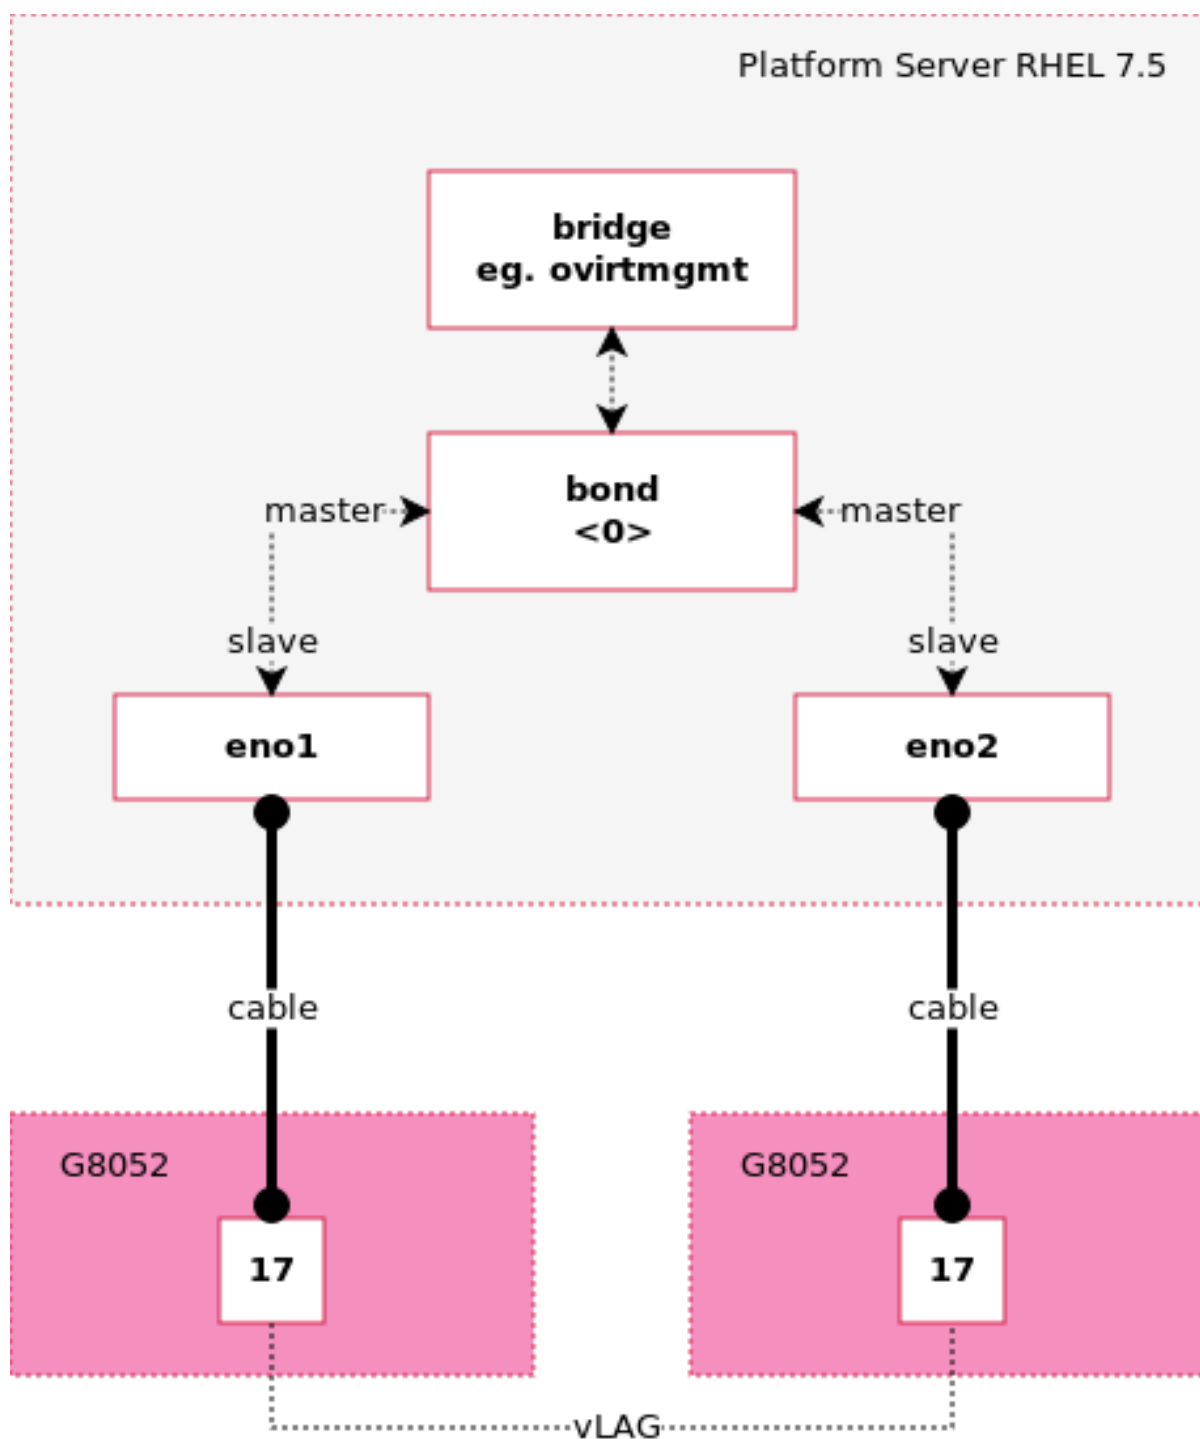 Platform Server RHEL 7.5
bridge
eg. ovirtmgmt
bond
<0>
master
master
slave
slave
eno1
eno2
cable
cable
G8052
G8052
17
17
vLAG